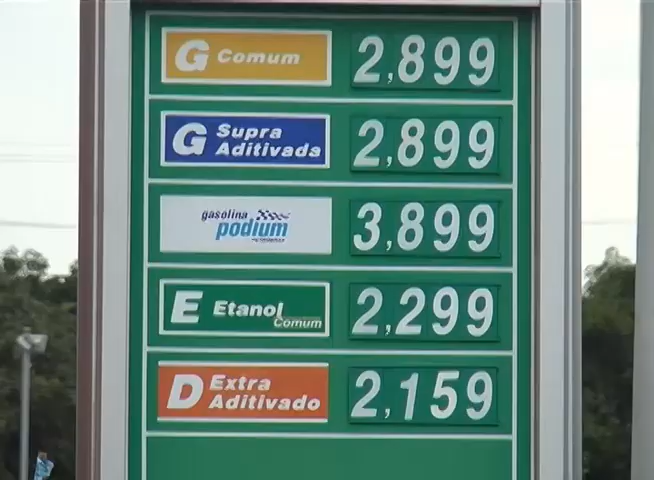 G Comum 2,899
G Supra Aditivada 2,899
gasolina podium 3,899
E Etanol Comum 2,299
D Extra Aditivado 2,159